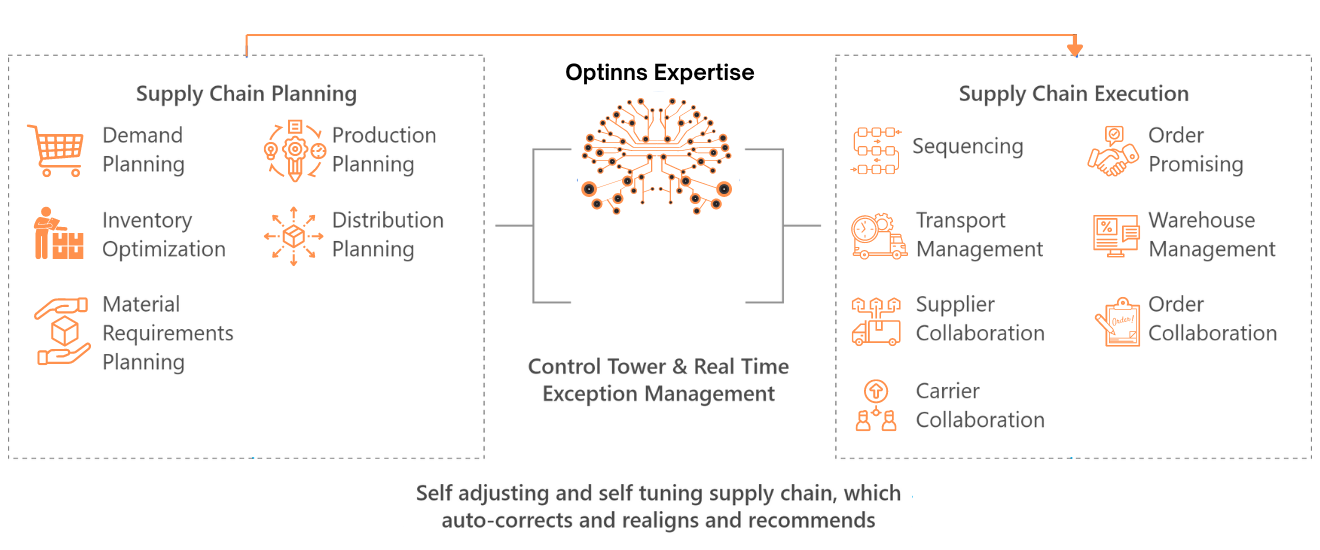 Optinns Expertise
Supply Chain Planning
Demand
Planning
Production
Planning
Inventory
Optimization
Distribution
Planning
Material
Requirements
Planning
Control Tower & Real Time
Exception Management
Supply Chain Execution
Sequencing
Order
Promising
Transport
Management
%
Warehouse
Management
Supplier
Collaboration
Order!
Order
Collaboration
Carrier
Collaboration
Self adjusting and self tuning supply chain, which
auto-corrects and realigns and recommends